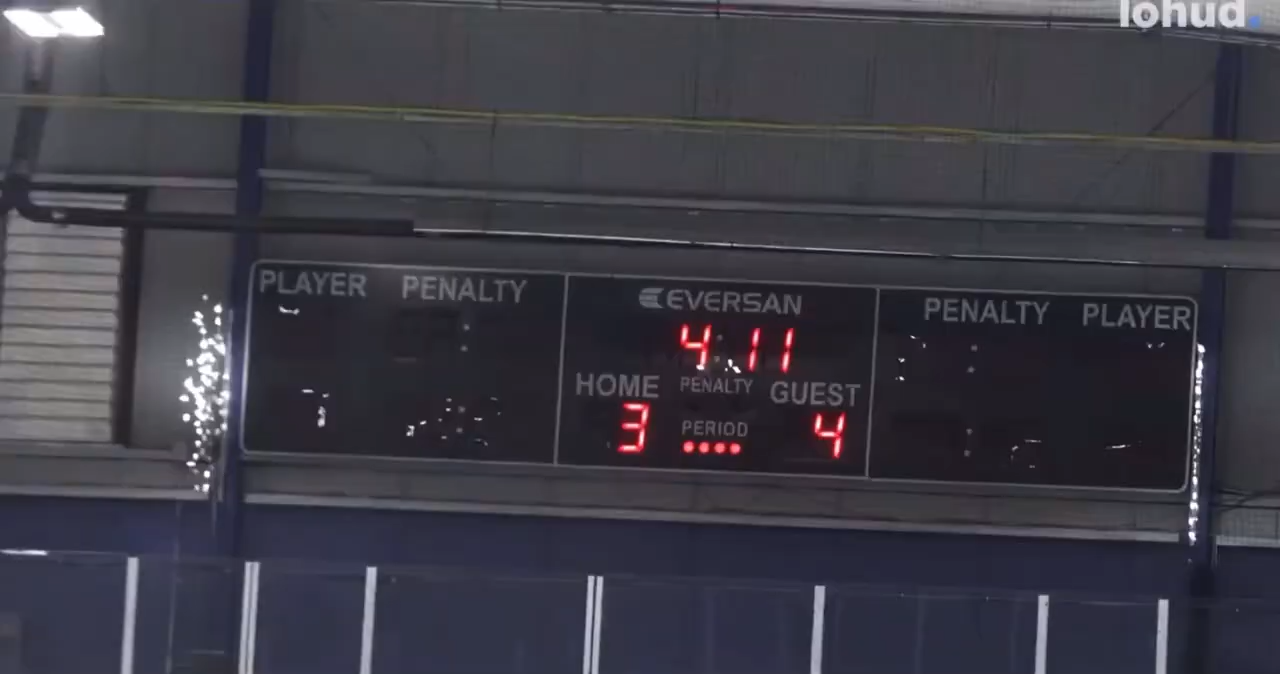 lohud.
PLAYER PENALTY
EVERSAN
PENALTY PLAYER
4:11
HOME PENALTY GUEST
3 PERIOD 4